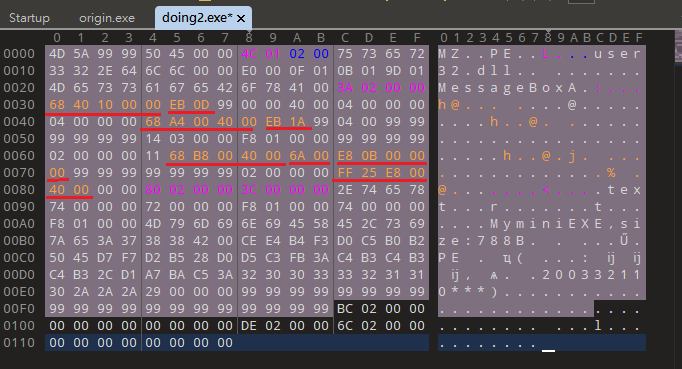 Startup origin.exe doing2.exe*
0 1 2 3 4 5 6 7 8 9 A B C D E F 0 1 2 3 4 5 6 7 8 9 A B C D E F
0000 4D 5A 99 99 50 45 00 00 4C 01 02 00 75 73 65 72 MZ..PE..L...user
0010 33 32 2E 64 6C 6C 00 00 E0 00 0F 01 0B 01 9D 01 32.dll..
0020 4D 65 73 73 61 67 65 42 6F 78 41 00 3A 02 00 00 MessageBoxA.:...
0030 68 40 10 00 00 EB 0D 99 00 00 40 00 04 00 00 00 h@... ....@.....
0040 04 00 00 00 68 A4 00 40 00 EB 1A 99 04 00 99 99 ....h..@.
0050 99 99 99 99 14 03 00 00 F8 01 00 00 99 99 99 99
0060 02 00 00 00 11 68 B8 00 40 00 6A 00 E8 0B 00 00 .....h..@.j.....
0070 00 99 99 99 99 99 99 99 02 00 00 00 FF 25 E8 00 .%.
0080 40 00 00 00 02 00 00 00 2E 74 65 78 @... .tex
0090 74 00 00 00 72 00 00 00 F8 01 00 00 74 00 00 00 t...r.......t...
00A0 F8 01 00 00 4D 79 6D 69 6E 69 45 58 45 2C 73 69 ....MyminiEXE,si
00B0 7A 65 3A 37 38 38 42 00 CE E4 B4 F3 D0 C5 B0 B2 ze:788B.
00C0 50 45 D7 F7 D2 B5 28 D0 D5 C3 FB 3A C4 B3 C4 B3 PE
00D0 C4 B3 2C D1 A7 BA C5 3A 32 30 30 33 33 32 31 31 20033211
00E0 30 2A 2A 2A 29 00 00 00 99 99 99 99 99 99 99 99 0***)...
00F0 99 99 99 99 99 99 99 99 99 99 99 99 BC 02 00 00
0100 00 00 00 00 00 00 00 00 DE 02 00 00 6C 02 00 00 ............l...
0110 00 00 00 00 00 00 00 00 ........